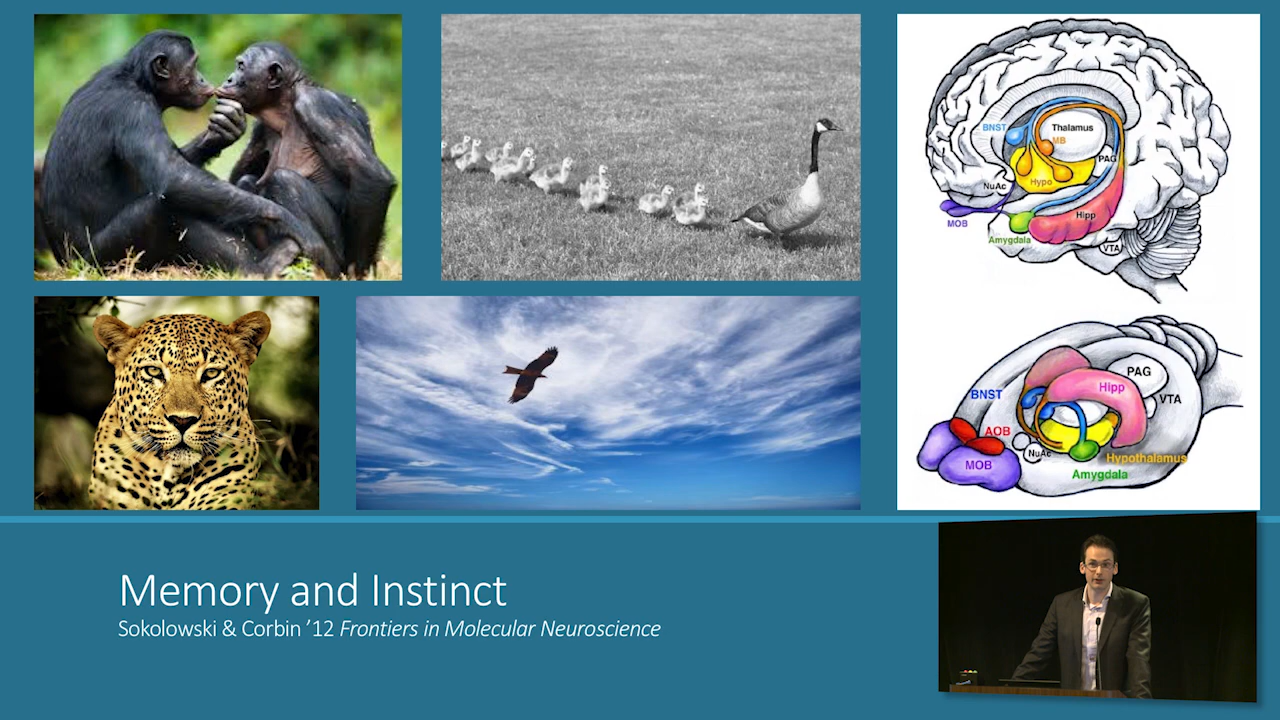 BNST
Thalamus
MB
PAG
NuAc
Hypo
MOB
Hipp
Amygdala
VTA
PAG
Hipp
BNST
VTA
AOB
NuAc
Hypothalamus
MOB
Amygdala
Memory and Instinct
Sokolowski & Corbin ’12 Frontiers in Molecular Neuroscience